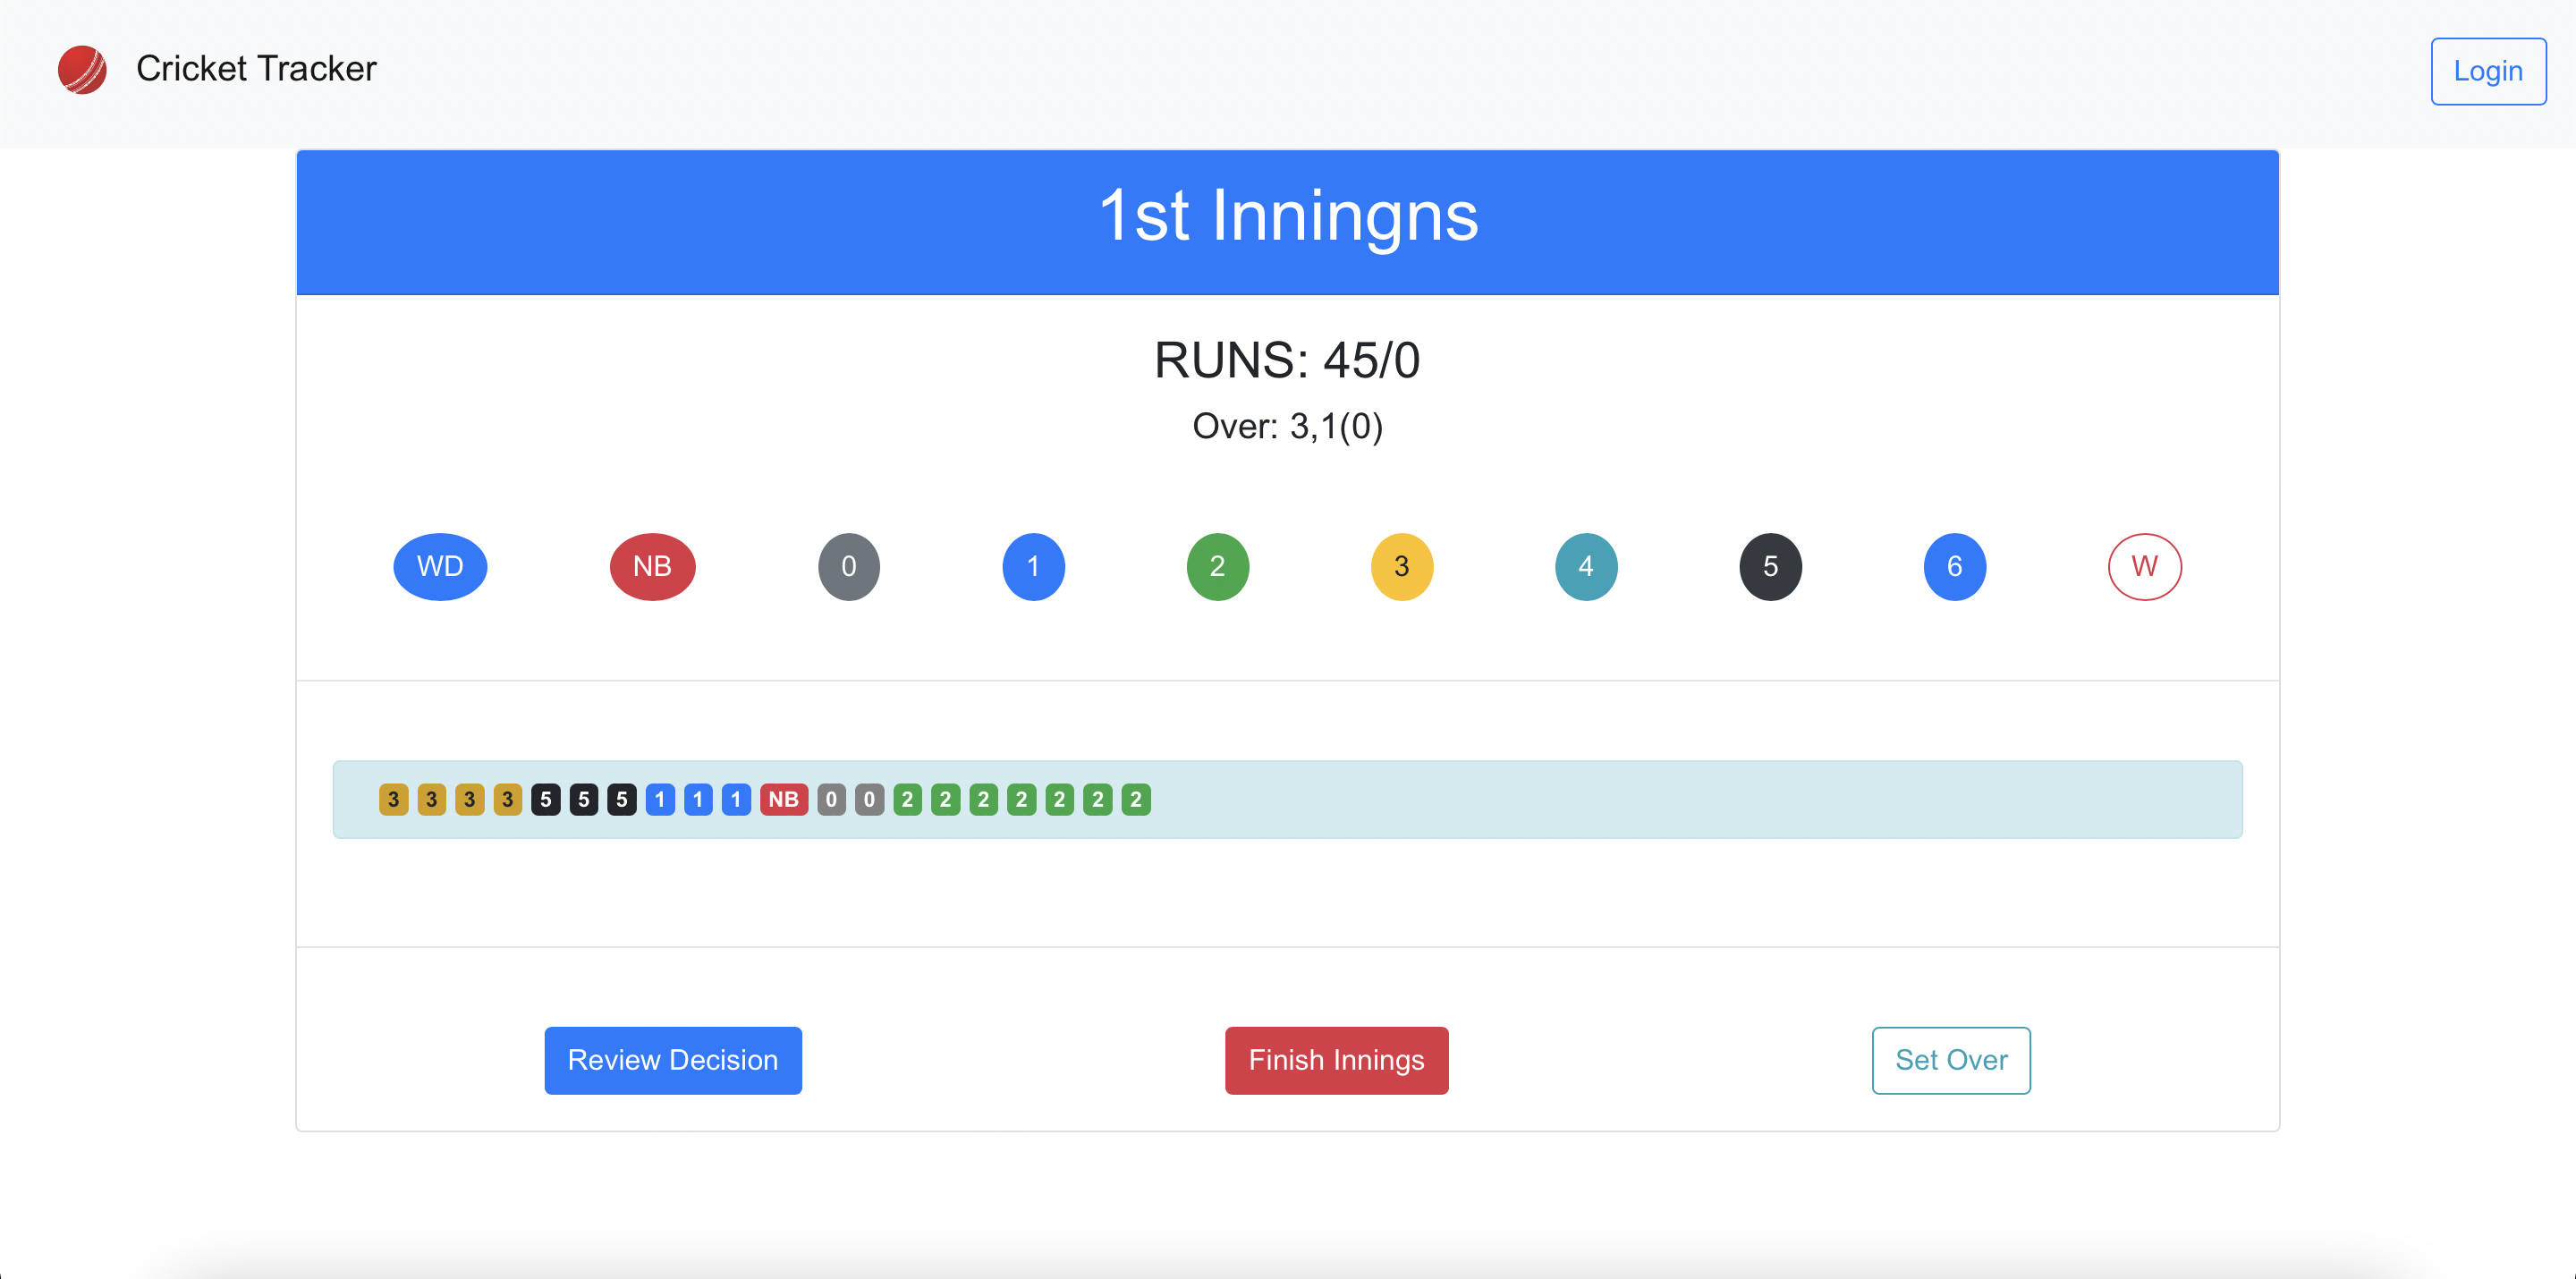 Cricket Tracker
Login
1st Inningns
RUNS: 45/0
Over: 3,1(0)
WD NB 0 1 2 3 4 5 6 W
3 3 3 3 5 5 5 1 1 1 NB 0 0 2 2 2 2 2 2 2
Review Decision Finish Innings Set Over